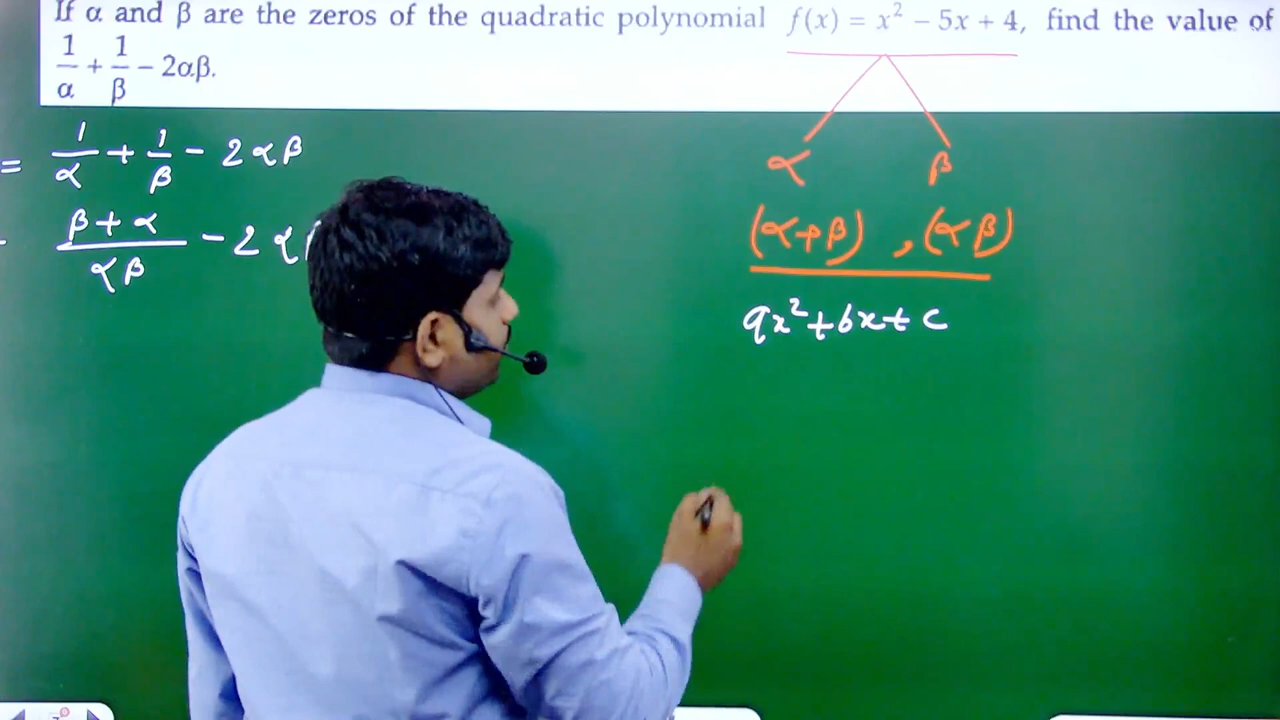 If α and β are the zeros of the quadratic polynomial f(x) = x² − 5x + 4, find the value of
1/α + 1/β − 2αβ.
= 1/α + 1/β − 2αβ
β + α/αβ − 2α
α β
(α+β) , (αβ)
ax²+bx+c